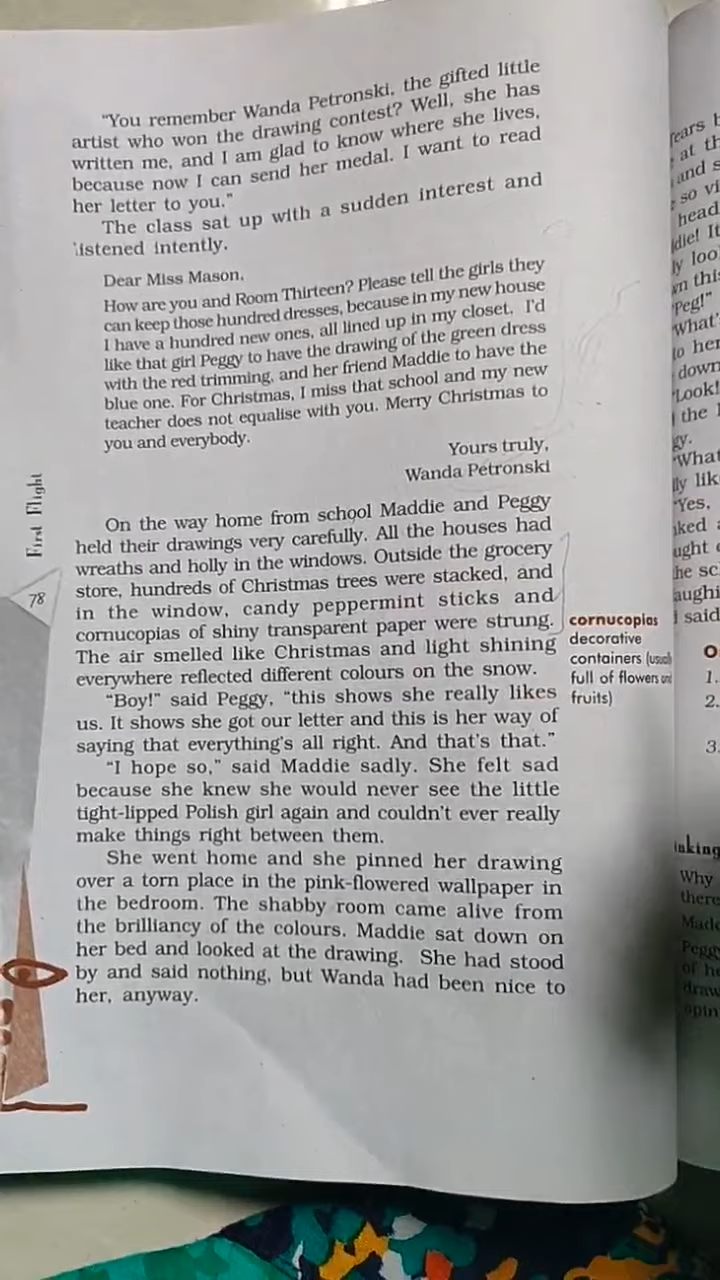 "You remember Wanda Petronski, the gifted little
artist who won the drawing contest? Well, she has
written me, and I am glad to know where she lives,
because now I can send her medal. I want to read
her letter to you."
The class sat up with a sudden interest and
listened intently.
Dear Miss Mason,
How are you and Room Thirteen? Please tell the girls they
can keep those hundred dresses, because in my new house
I have a hundred new ones, all lined up in my closet. I'd
like that girl Peggy to have the drawing of the green dress
with the red trimming, and her friend Maddie to have the
blue one. For Christmas, I miss that school and my new
teacher does not equalise with you. Merry Christmas to
you and everybody.
Yours truly,
Wanda Petronski
On the way home from school Maddie and Peggy
held their drawings very carefully. All the houses had
wreaths and holly in the windows. Outside the grocery
store, hundreds of Christmas trees were stacked, and
in the window, candy peppermint sticks and
cornucopias of shiny transparent paper were strung.
The air smelled like Christmas and light shining
everywhere reflected different colours on the snow.
"Boy!" said Peggy, "this shows she really likes
us. It shows she got our letter and this is her way of
saying that everything's all right. And that's that."
"I hope so," said Maddie sadly. She felt sad
because she knew she would never see the little
tight-lipped Polish girl again and couldn't ever really
make things right between them.
She went home and she pinned her drawing
over a torn place in the pink-flowered wallpaper in
the bedroom. The shabby room came alive from
the brilliancy of the colours. Maddie sat down on
her bed and looked at the drawing. She had stood
by and said nothing, but Wanda had been nice to
her, anyway.
cornucopias
decorative
containers (usually
full of flowers and
fruits)
First Flight
78
at
and
so
head
Peg!"
down
the
"What
"Yes,
said
1.
2.
3.
Why
there